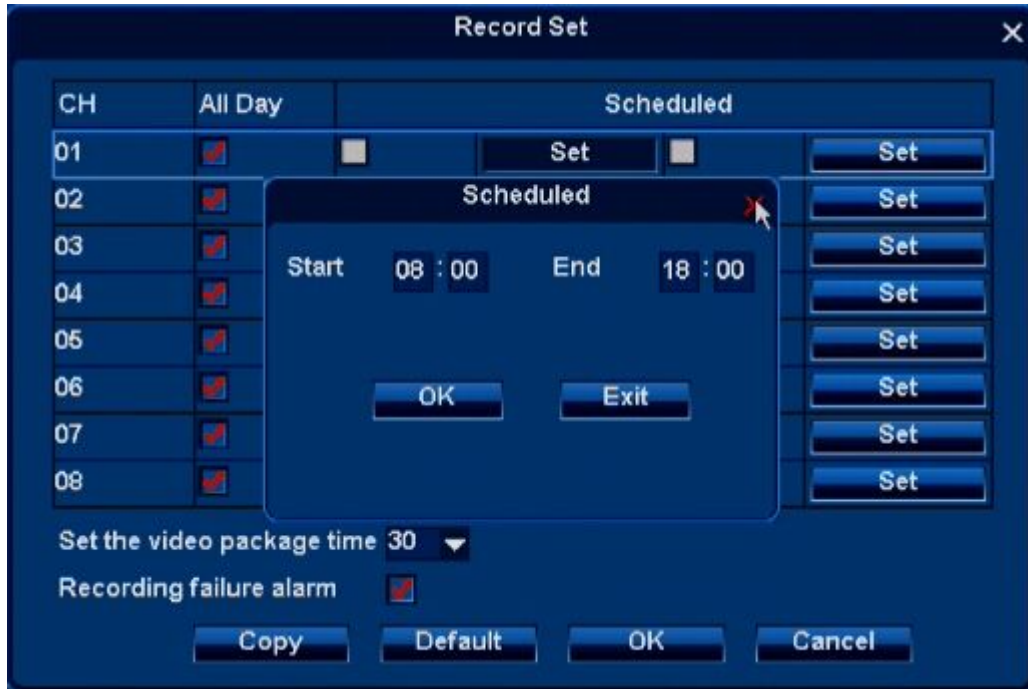 Record Set
CH All Day Scheduled
01 Set Set
02 Set
Scheduled
03 Set
Start 08 : 00 End 18 : 00
04 Set
05 Set
06 Set
OK Exit
07 Set
08 Set
Set the video package time 30
Recording failure alarm
Copy Default OK Cancel